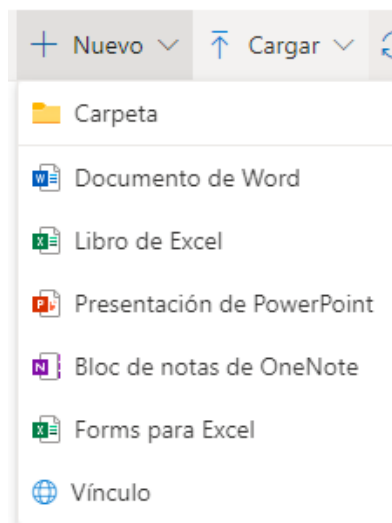 Nuevo Cargar
Carpeta
Documento de Word
Libro de Excel
Presentación de PowerPoint
Bloc de notas de OneNote
Forms para Excel
Vínculo